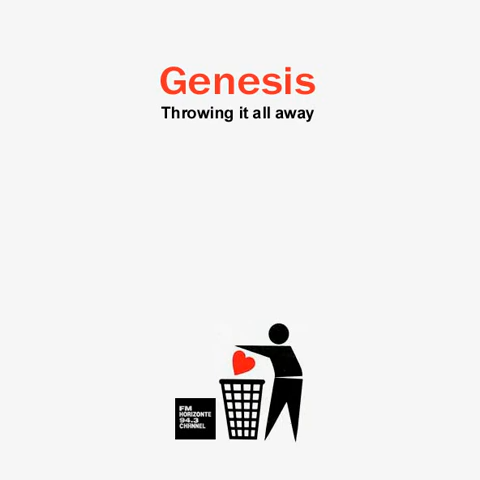 Genesis
Throwing it all away
FM
HORIZONTE
94.3
CHANNEL